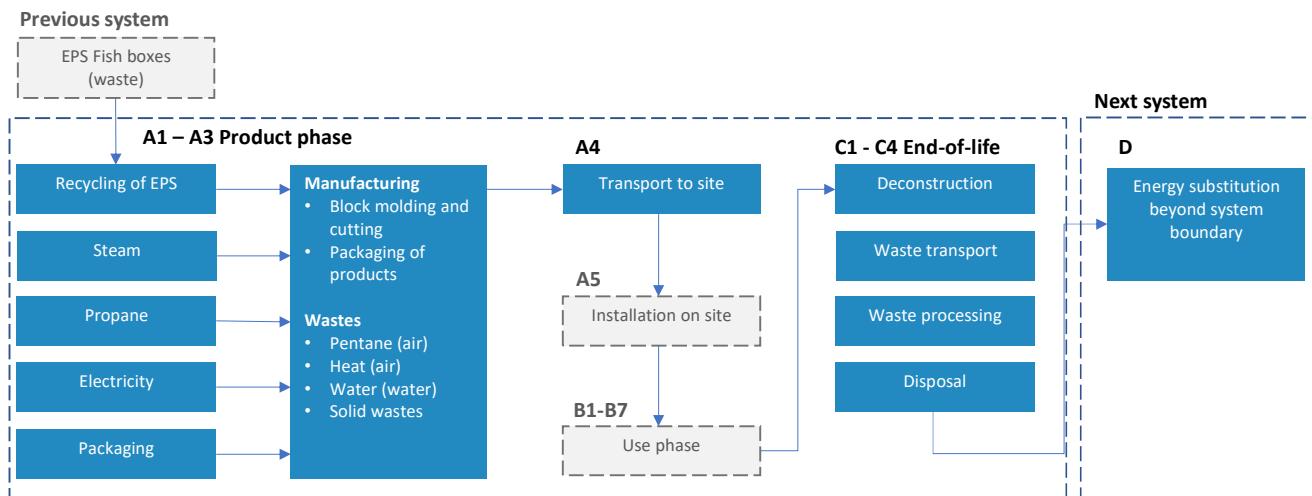 Previous system
EPS Fish boxes
(waste)
Next system
A1 – A3 Product phase
A4
C1 - C4 End-of-life
D
Recycling of EPS
Steam
Propane
Electricity
Packaging
Manufacturing
• Block molding and
cutting
• Packaging of
products
Wastes
• Pentane (air)
• Heat (air)
• Water (water)
• Solid wastes
Transport to site
A5
Installation on site
B1-B7
Use phase
Deconstruction
Waste transport
Waste processing
Disposal
Energy substitution
beyond system
boundary